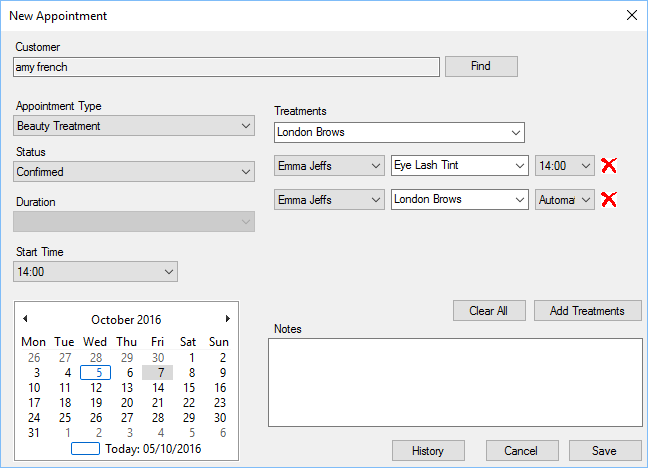 New Appointment
Customer
amy french
Find
Appointment Type
Beauty Treatment
Status
Confirmed
Duration
Start Time
14:00
Treatments
London Brows
Emma Jeffs Eye Lash Tint 14:00
Emma Jeffs London Brows Automa
October 2016
Mon Tue Wed Thu Fri Sat Sun
26 27 28 29 30 1 2
3 4 5 6 7 8 9
10 11 12 13 14 15 16
17 18 19 20 21 22 23
24 25 26 27 28 29 30
31 1 2 3 4 5 6
Today: 05/10/2016
Clear All Add Treatments
Notes
History Cancel Save